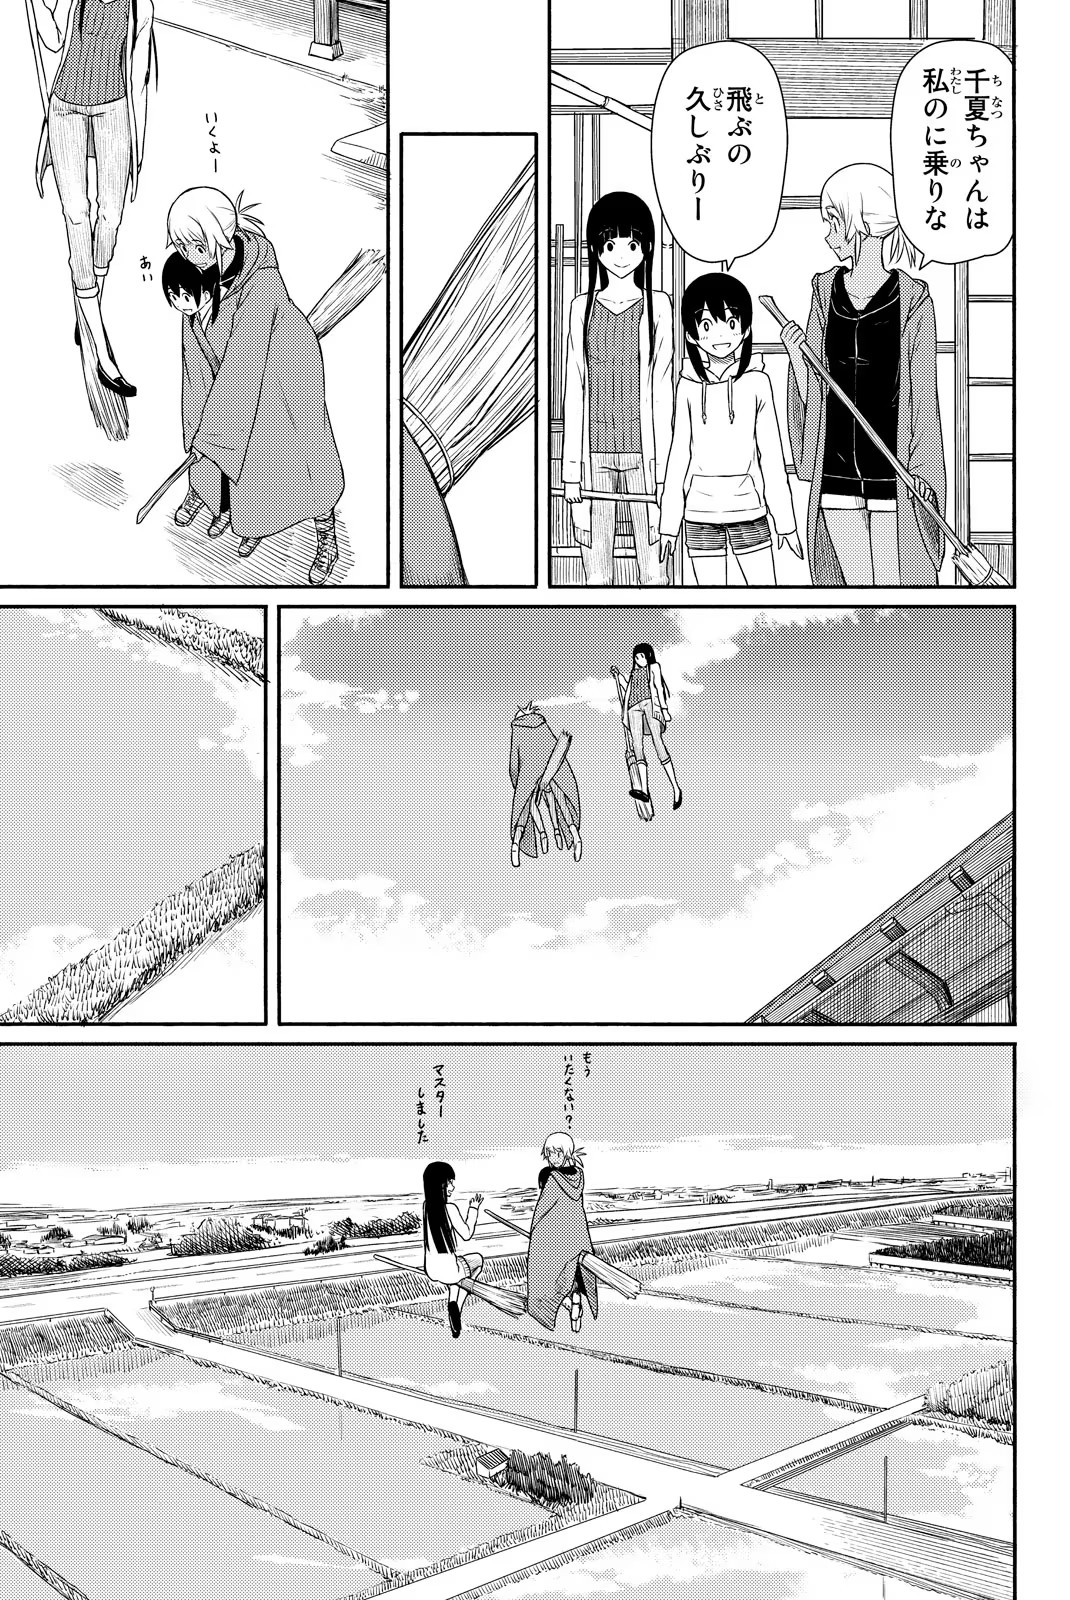 千夏ちゃんは
私のに乗りな
飛ぶの
久しぶりー
いくよー
あい
もう
いたくない？
マスター
しました